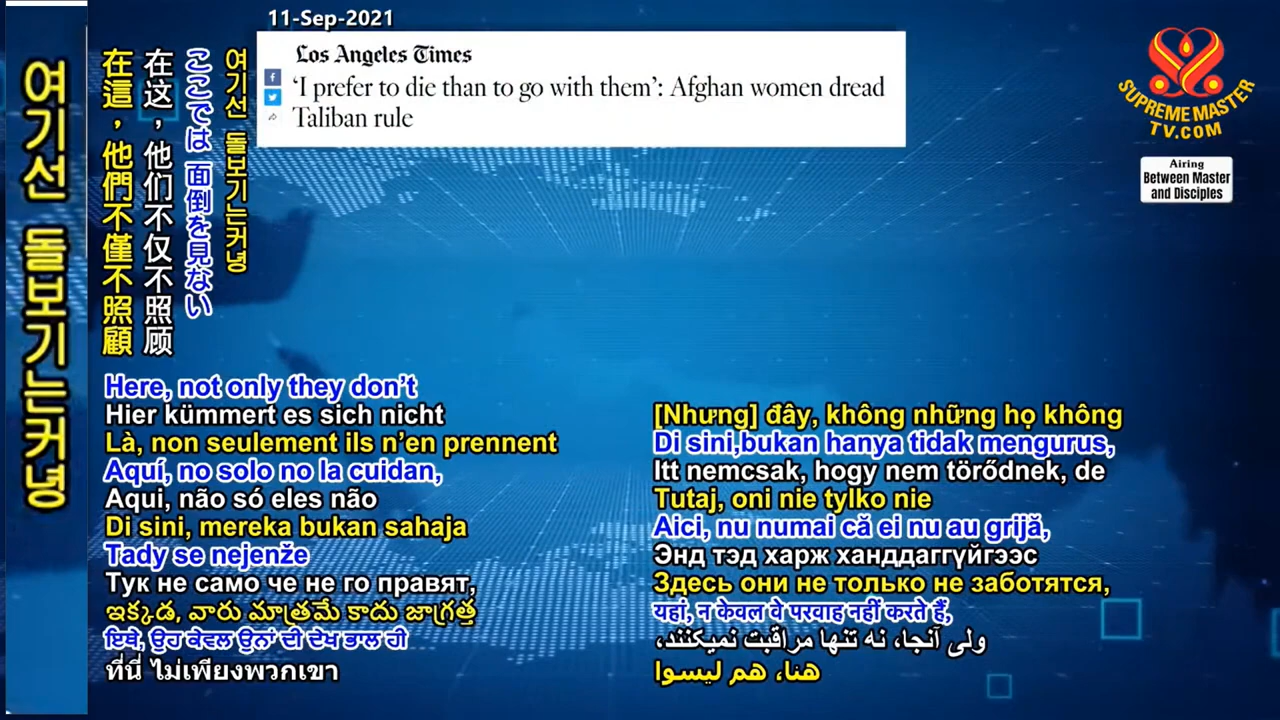 11-Sep-2021
Los Angeles Times
‘I prefer to die than to go with them’: Afghan women dread
Taliban rule
SUPREME MASTER
TV.COM
Airing
Between Master
and Disciples
여기선 돌보기는커녕
여기선 돌보기는커녕
ここでは 面倒を見ない
在这，他们不仅不照顾
在這，他們不僅不照顧
Here, not only they don’t
Hier kümmert es sich nicht
Là, non seulement ils n’en prennent
Aquí, no solo no la cuidan,
Aqui, não só eles não
Di sini, mereka bukan sahaja
Tady se nejenže
Тук не само че не го правят,
ఇక్కడ, వారు మాత్రమే కాదు జాగ్రత్త
ਇਥੇ, ਉਹ ਕੇਵਲ ਉਨਾਂ ਦੀ ਦੇਖ ਭਾਲ ਹੀ
ที่นี่ ไม่เพียงพวกเขา
[Nhưng] đây, không những họ không
Di sini,bukan hanya tidak mengurus,
Itt nemcsak, hogy nem törődnek, de
Tutaj, oni nie tylko nie
Aici, nu numai că ei nu au grijă,
Энд тэд харж ханддаггүйгээс
Здесь они не только не заботятся,
यहां, न केवल वे परवाह नहीं करते हैं,
ولی آنجا، نه تنها مراقبت نمیکنند،
هنا، هم ليسوا